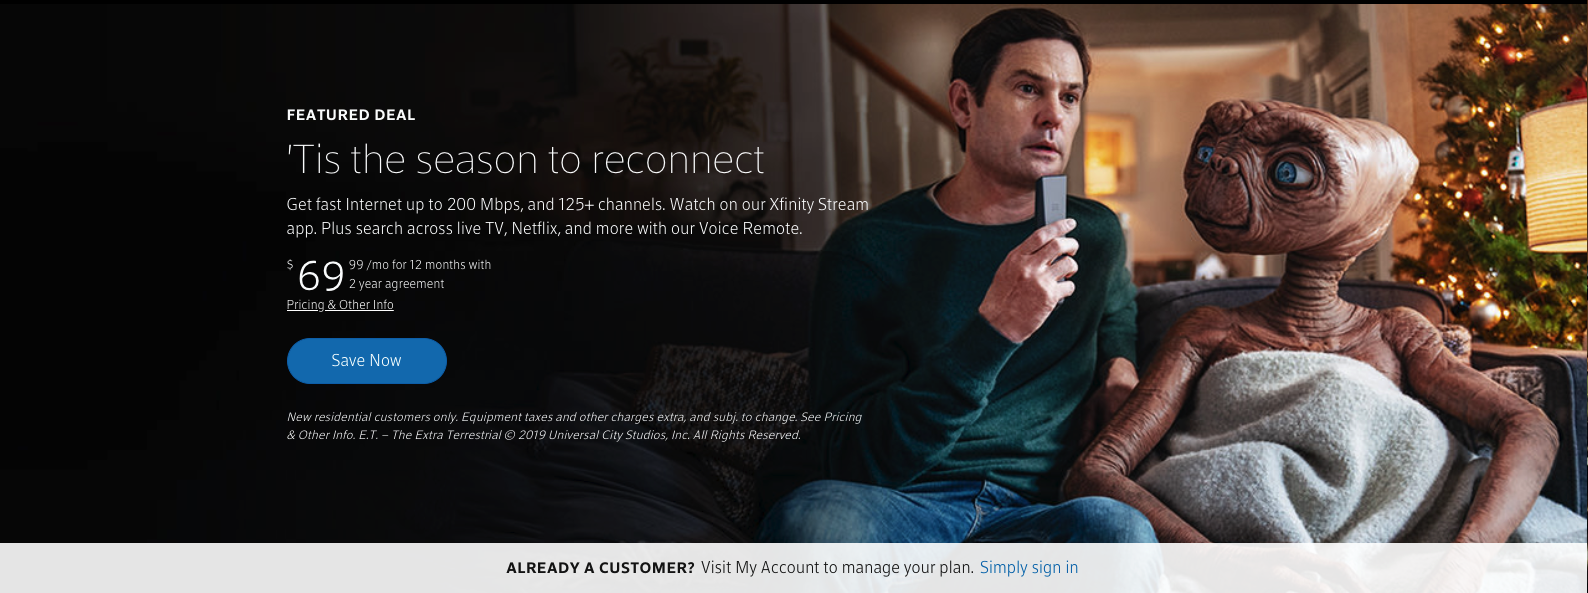 FEATURED DEAL
'Tis the season to reconnect
Get fast Internet up to 200 Mbps, and 125+ channels. Watch on our Xfinity Stream
app. Plus search across live TV, Netflix, and more with our Voice Remote.
$ 69 99 /mo for 12 months with
2 year agreement
Pricing & Other Info
Save Now
New residential customers only. Equipment taxes and other charges extra, and subj. to change. See Pricing
& Other Info. E.T. – The Extra Terrestrial © 2019 Universal City Studios, Inc. All Rights Reserved.
ALREADY A CUSTOMER? Visit My Account to manage your plan. Simply sign in